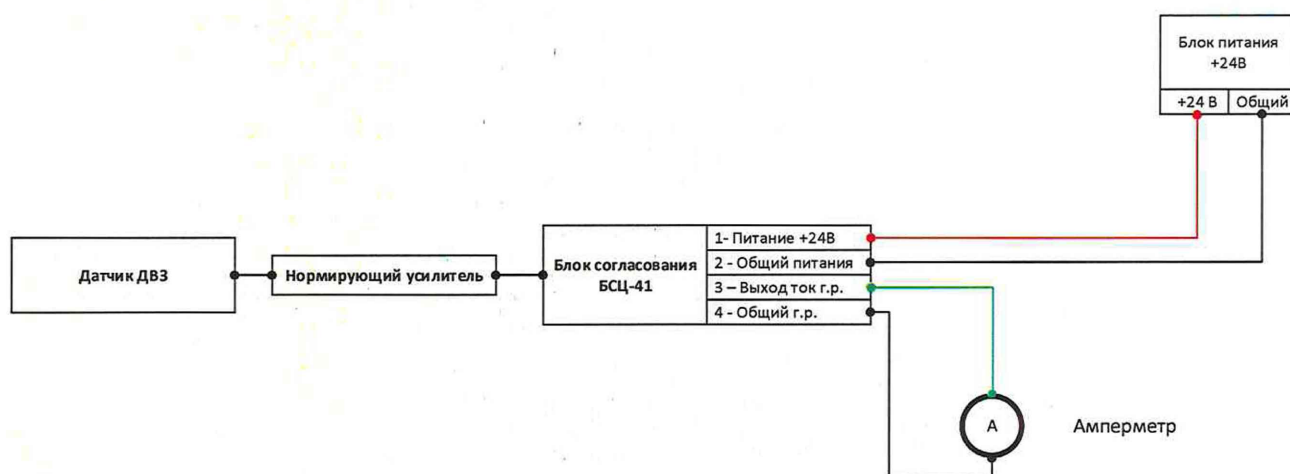 Блок питания
+24В
+24 В
Общий
Датчик ДВЗ
Нормирующий усилитель
Блок согласования
БСЦ-41
1- Питание +24В
2 - Общий питания
3 – Выход ток г.р.
4 - Общий г.р.
А
Амперметр